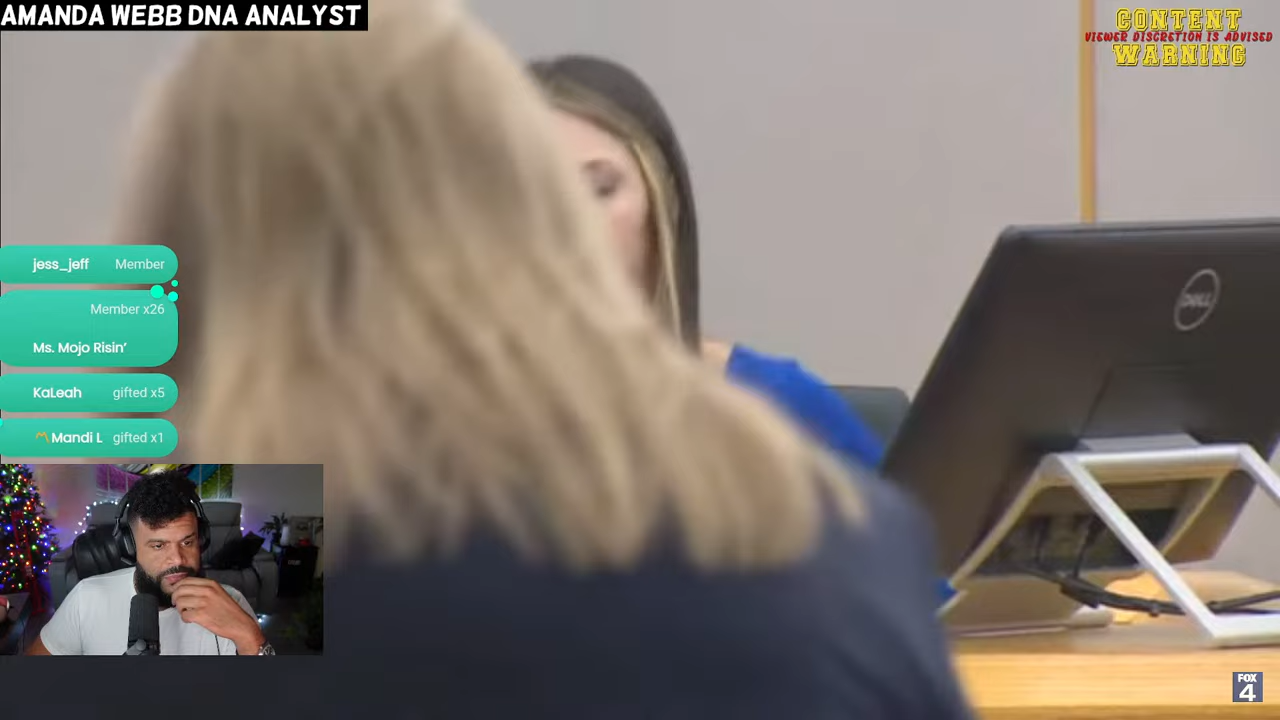 AMANDA WEBB DNA ANALYST
CONTENT
VIEWER DISCRETION IS ADVISED
WARNING
jess_jeff Member
Member x26
Ms. Mojo Risin'
KaLeah gifted x5
Mandi L gifted x1
DELL
FOX
4